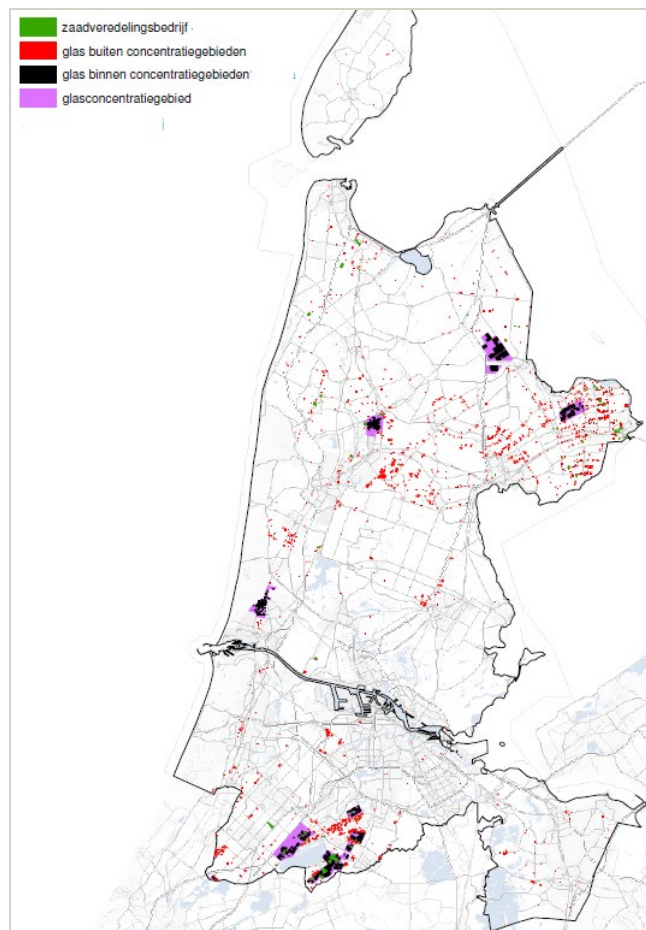 zaadveredelingsbedrijf
glas buiten concentratiegebieden
glas binnen concentratiegebieden
glasconcentratiegebied